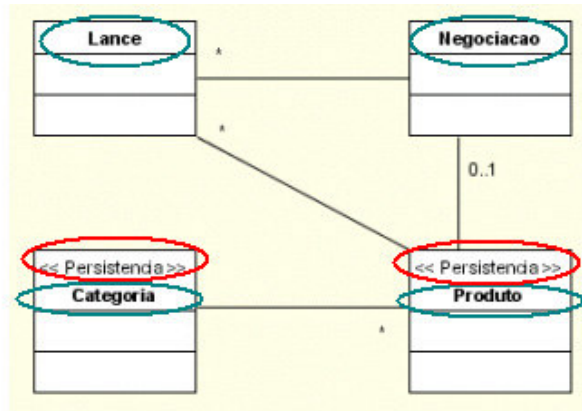 Lance
Negociacao
*
*
0..1
<< Persistencia >>
<< Persistencia >>
Categoria
Produto
*